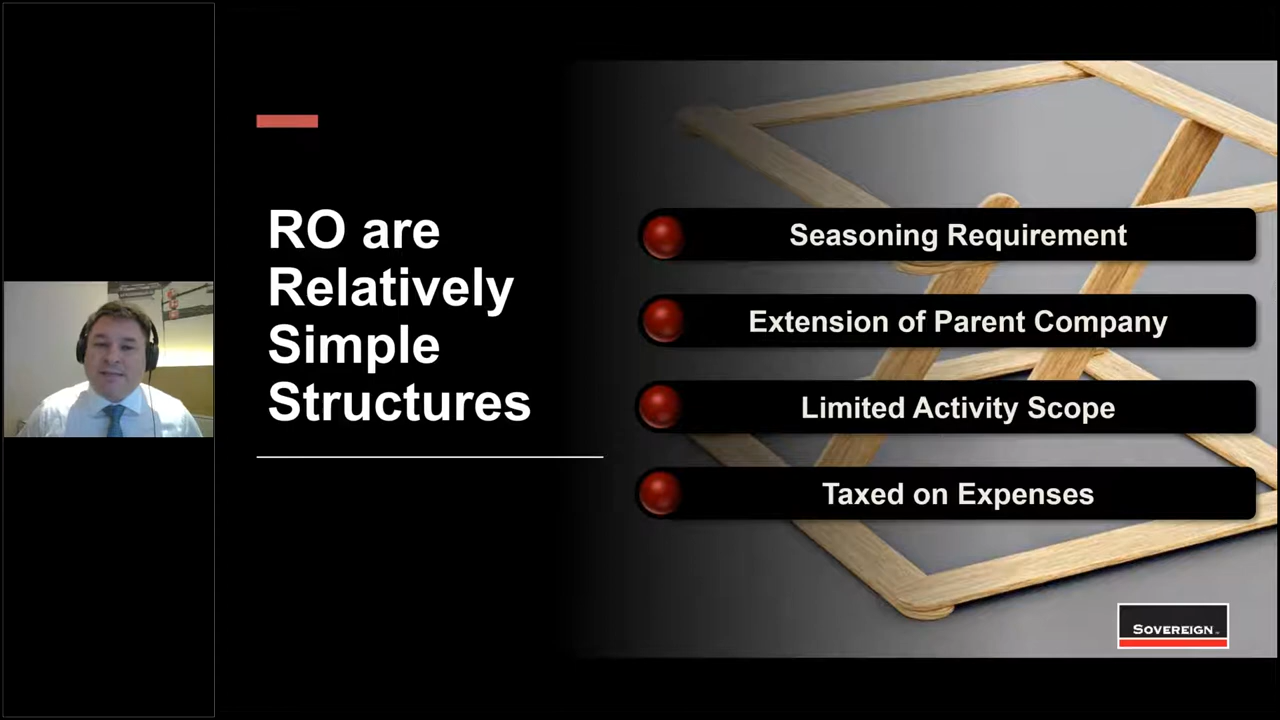 RO are
Relatively
Simple
Structures
Seasoning Requirement
Extension of Parent Company
Limited Activity Scope
Taxed on Expenses
SOVEREIGN